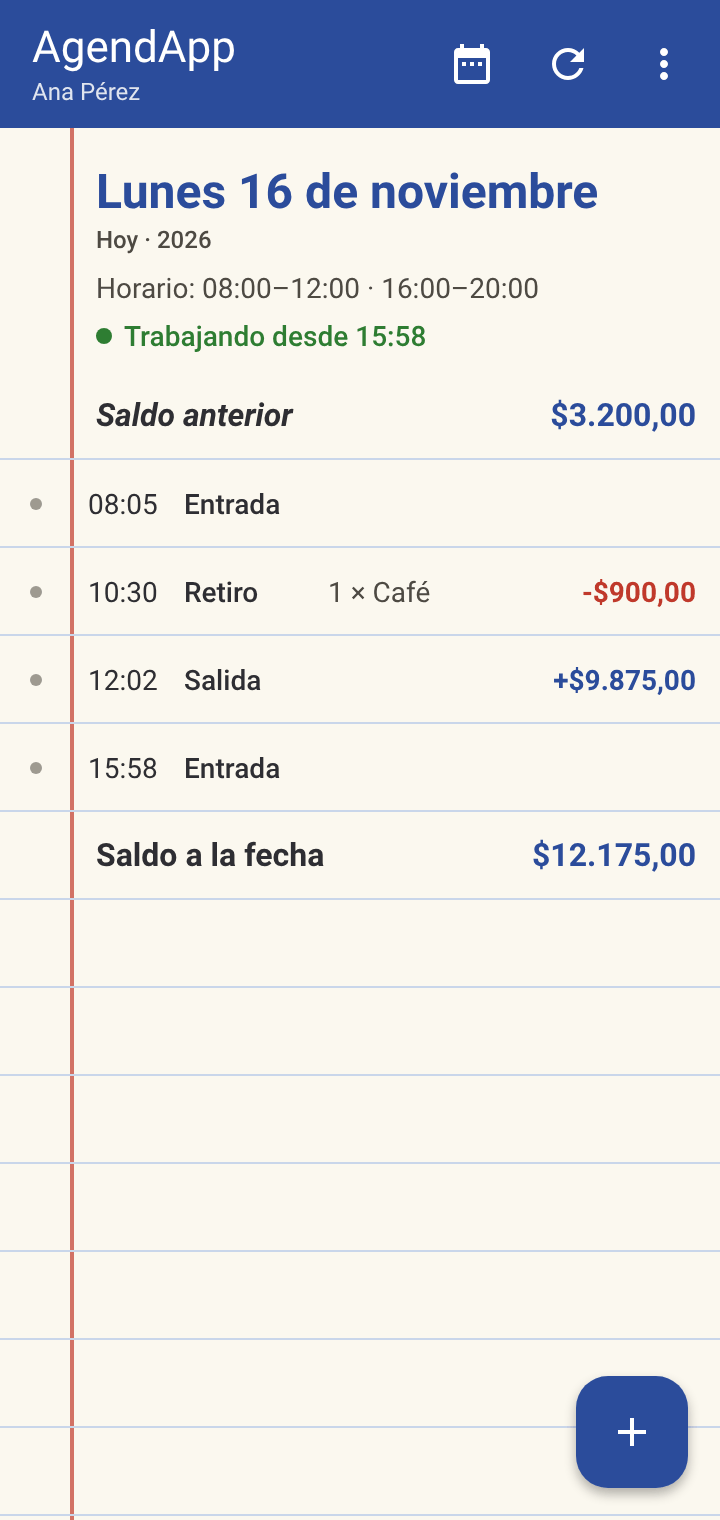 AgendApp
Ana Pérez
Lunes 16 de noviembre
Hoy · 2026
Horario: 08:00–12:00 · 16:00–20:00
Trabajando desde 15:58
Saldo anterior $3.200,00
08:05 Entrada
10:30 Retiro 1 × Café -$900,00
12:02 Salida +$9.875,00
15:58 Entrada
Saldo a la fecha $12.175,00